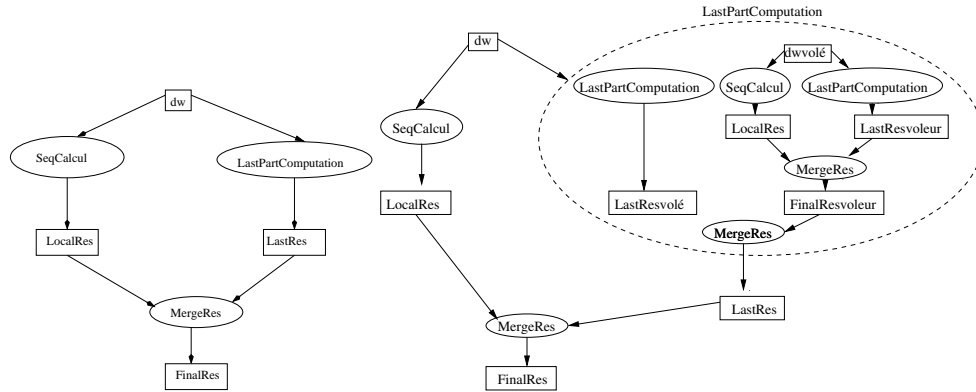 dw
SeqCalcul
LastPartComputation
LocalRes
LastRes
MergeRes
FinalRes
LastPartComputation
dw
dwvolé
LastPartComputation
SeqCalcul
LastPartComputation
SeqCalcul
LocalRes
LastResvoleur
MergeRes
LocalRes
LastResvolé
FinalResvoleur
MergeRes
LastRes
MergeRes
FinalRes